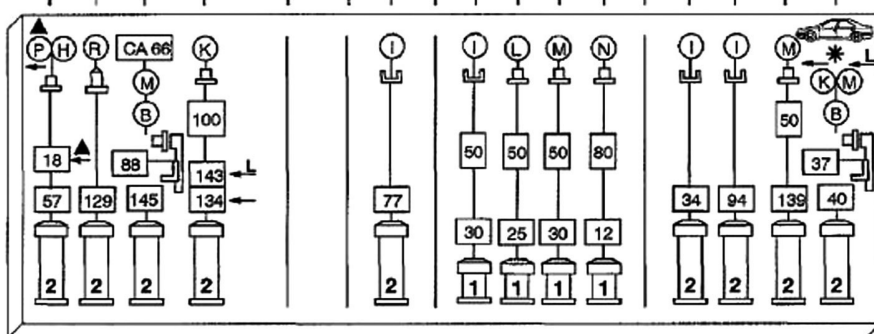 P H R CA 66 K I I L M N I I M
M K M L
B 100 B
50 50 50 80 50
18 88 143 L 37
57 129 145 134 77 34 94 139 40
30 25 30 12
2 2 2 2 2 1 1 1 1 2 2 2 2